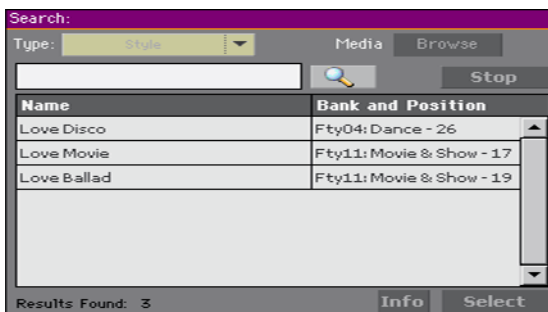 Search:
Type: Style Media Browse
Stop
Name Bank and Position
Love Disco Fty04: Dance - 26
Love Movie Fty11: Movie & Show - 17
Love Ballad Fty11: Movie & Show - 19
Results Found: 3 Info Select